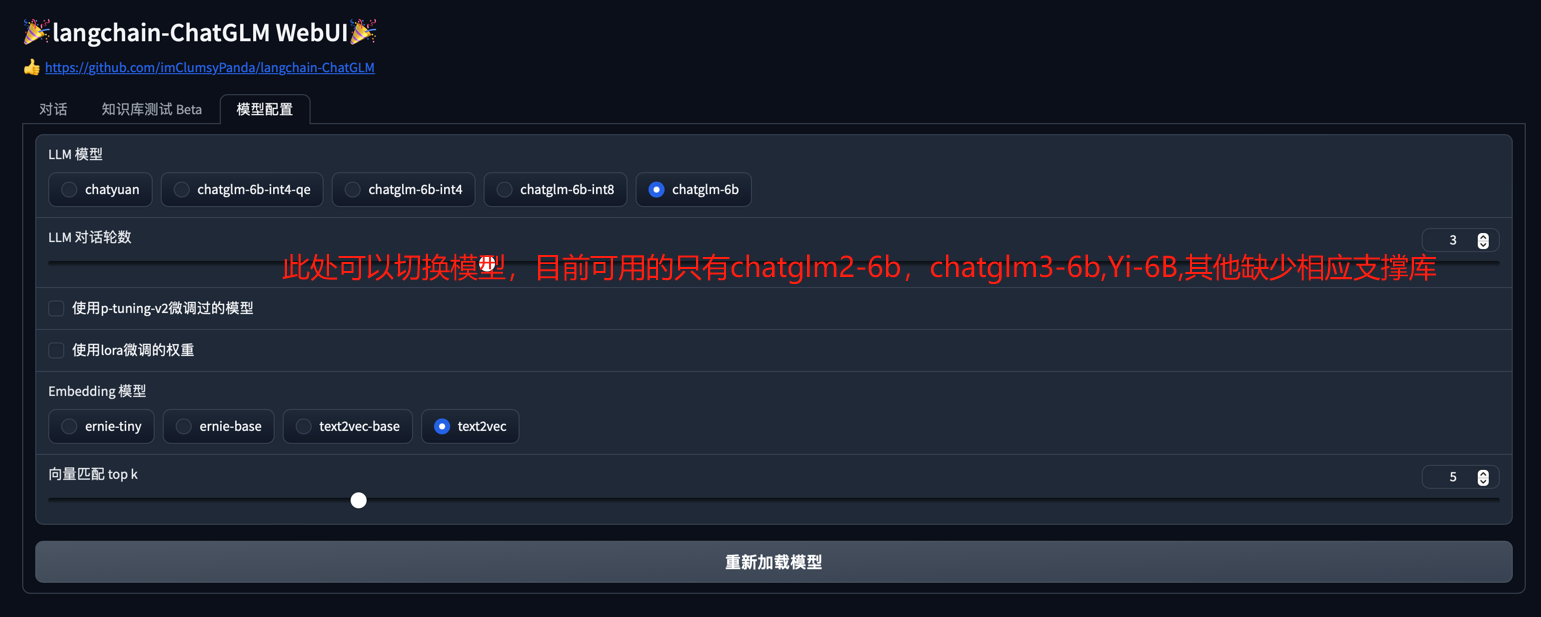 🎉langchain-ChatGLM WebUI🎉
👍 https://github.com/imClumsyPanda/langchain-ChatGLM
对话 知识库测试 Beta 模型配置
LLM 模型
chatyuan chatglm-6b-int4-qe chatglm-6b-int4 chatglm-6b-int8 chatglm-6b
LLM 对话轮数 3
此处可以切换模型，目前可用的只有chatglm2-6b，chatglm3-6b,Yi-6B,其他缺少相应支撑库
使用p-tuning-v2微调过的模型
使用lora微调的权重
Embedding 模型
ernie-tiny ernie-base text2vec-base text2vec
向量匹配 top k 5
重新加载模型